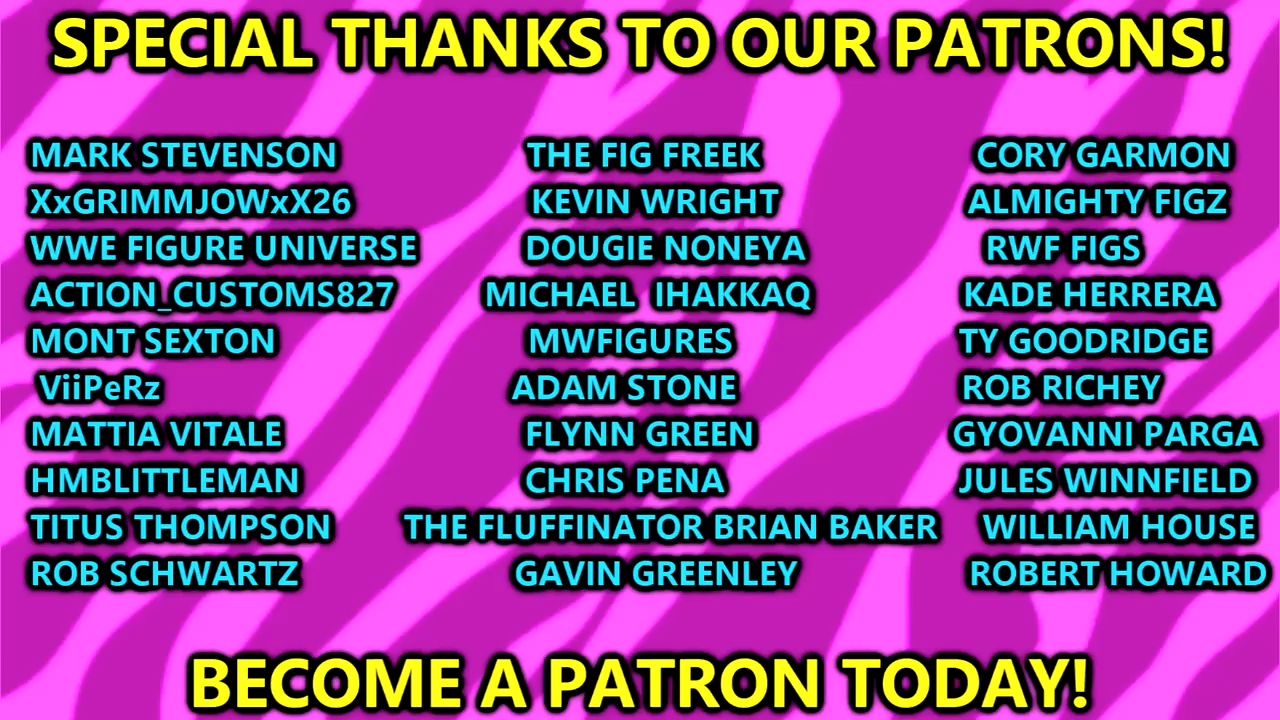 SPECIAL THANKS TO OUR PATRONS!
MARK STEVENSON
XxGRIMMJOWxX26
WWE FIGURE UNIVERSE
ACTION_CUSTOMS827
MONT SEXTON
ViiPeRz
MATTIA VITALE
HMBLITTLEMAN
TITUS THOMPSON
ROB SCHWARTZ
THE FIG FREEK
KEVIN WRIGHT
DOUGIE NONEYA
MICHAEL IHAKKAQ
MWFIGURES
ADAM STONE
FLYNN GREEN
CHRIS PENA
THE FLUFFINATOR BRIAN BAKER
GAVIN GREENLEY
CORY GARMON
ALMIGHTY FIGZ
RWF FIGS
KADE HERRERA
TY GOODRIDGE
ROB RICHEY
GYOVANNI PARGA
JULES WINNFIELD
WILLIAM HOUSE
ROBERT HOWARD
BECOME A PATRON TODAY!